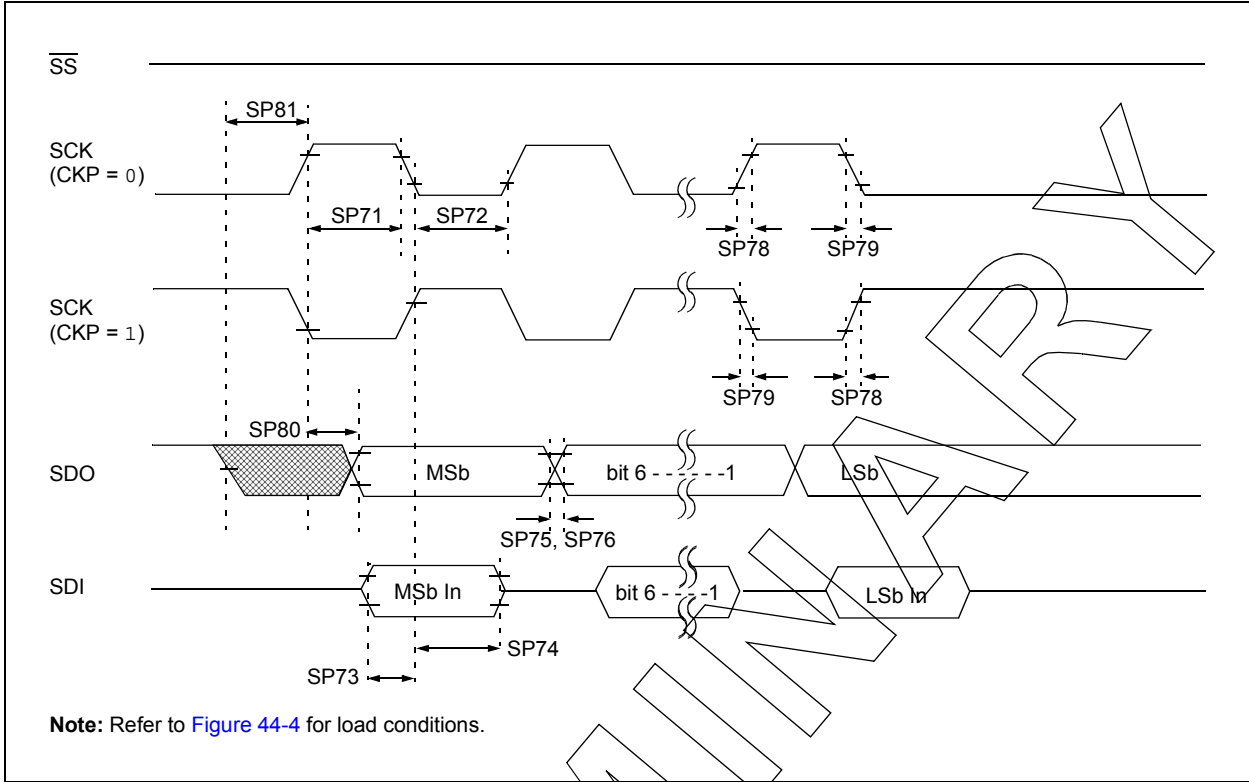 SS
SP81
SCK
(CKP = 0)
SP71
SP72
SP78
SP79
SCK
(CKP = 1)
SP79
SP78
SP80
SDO
MSb
bit 6 - - - - - -1
LSb
SP75, SP76
SDI
MSb In
bit 6 - - - -1
LSb In
SP74
SP73
Note: Refer to Figure 44-4 for load conditions.
INARY